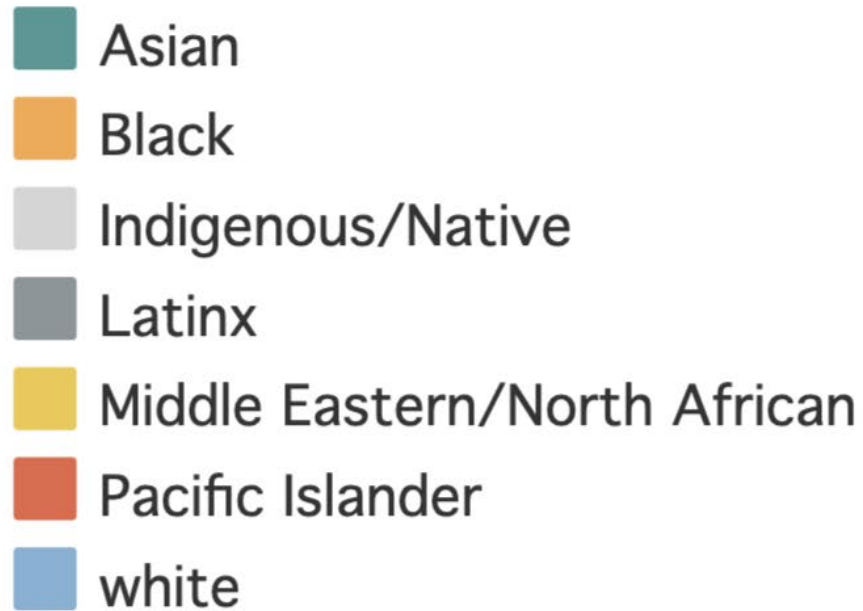 Asian
Black
Indigenous/Native
Latinx
Middle Eastern/North African
Pacific Islander
white